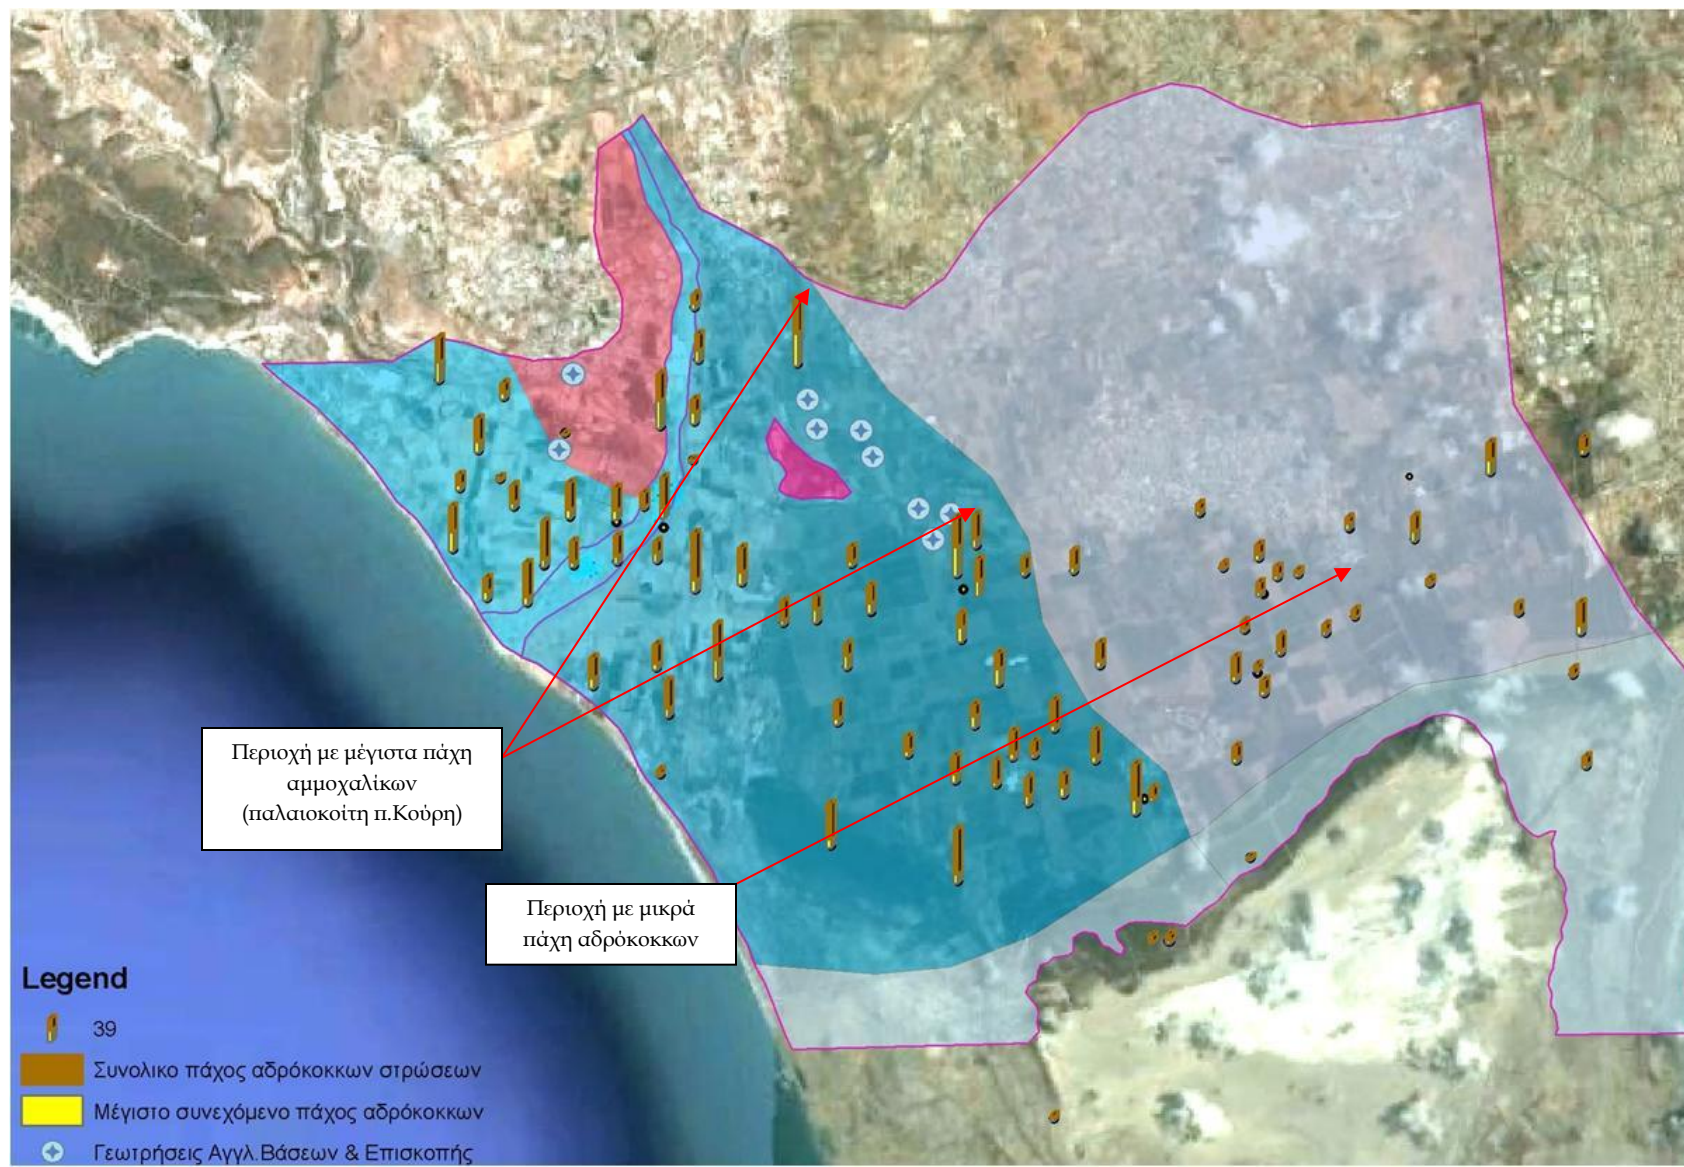 Περιοχή με μέγιστα πάχη
αμμοχαλίκων
(παλαιοκοίτη π.Κούρη)
Περιοχή με μικρά
πάχη αδρόκοκκων
Legend
39
Συνολικο πάχος αδρόκοκκων στρώσεων
Μέγιστο συνεχόμενο πάχος αδρόκοκκων
Γεωτρήσεις Αγγλ.Βάσεων & Επισκοπής